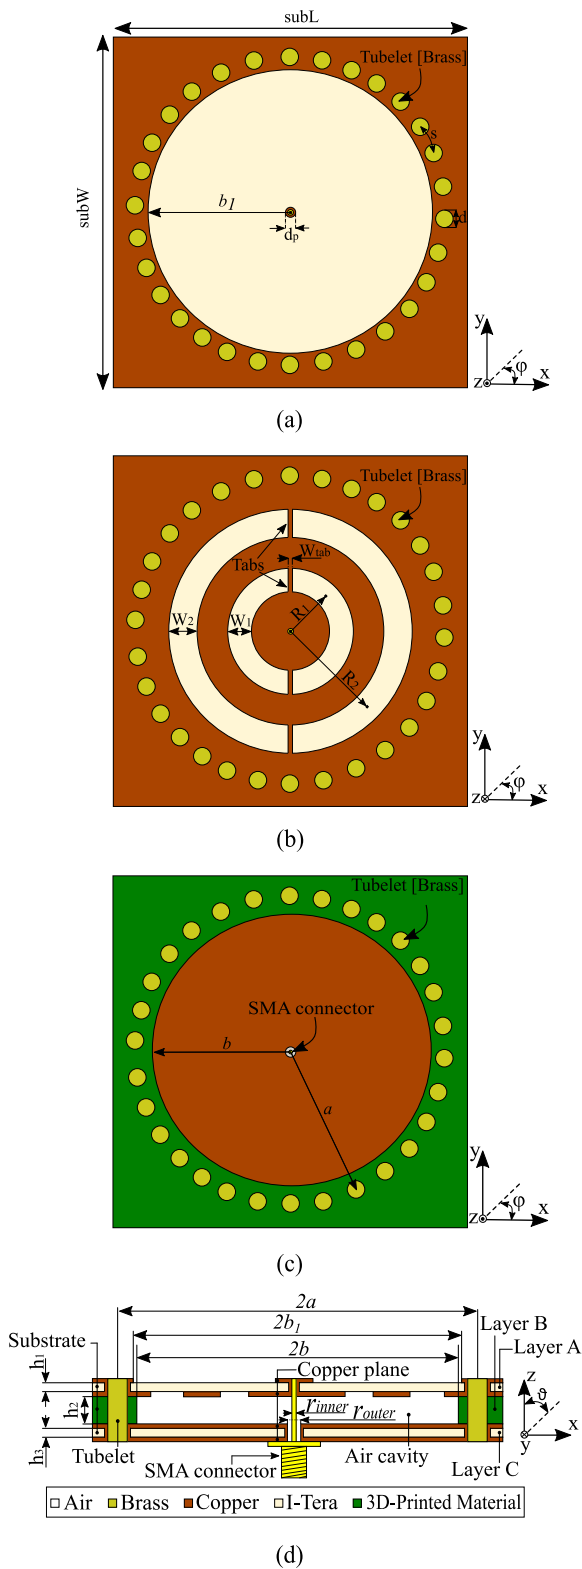 subL
Tubelet [Brass]
s
subW
b1
d
dp
y
φ
z
x
(a)
Tubelet [Brass]
Tabs
Wtab
W2
W1
R1
R2
y
φ
z
x
(b)
Tubelet [Brass]
SMA connector
b
a
y
φ
z
x
(c)
2a
2b1
Layer B
Substrate
2b
Layer A
h1
Copper plane
z
ϑ
h2
rinner
router
y
x
h3
Tubelet
Air cavity
SMA connector
Layer C
Air Brass Copper I-Tera 3D-Printed Material
(d)